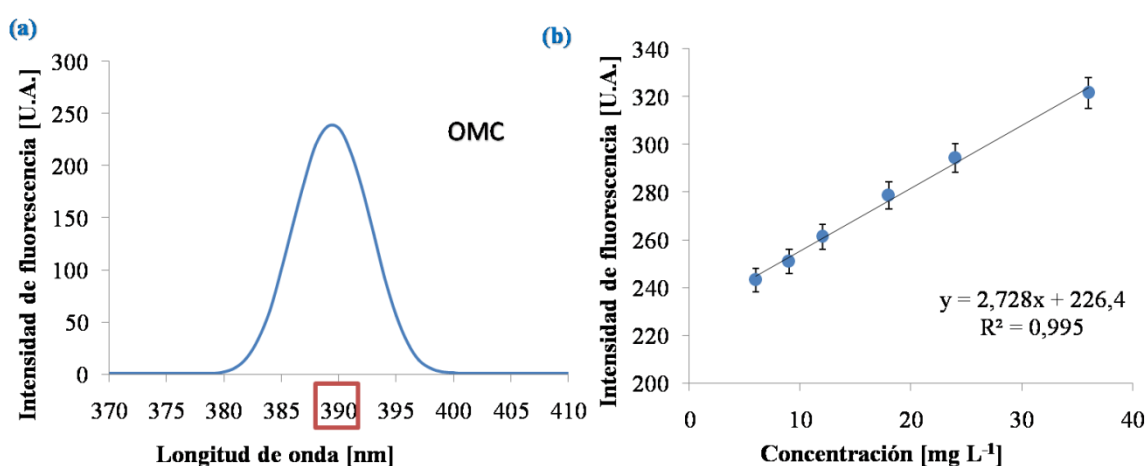 (a)
Intensidad de fluorescencia [U.A.]
300
250
200
150
100
50
0
OMC
370 375 380 385 390 395 400 405 410
Longitud de onda [nm]
(b)
Intensidad de fluorescencia [U.A.]
340
320
300
280
260
240
220
200
y = 2,728x + 226,4
R² = 0,995
0 10 20 30 40
Concentración [mg L⁻¹]